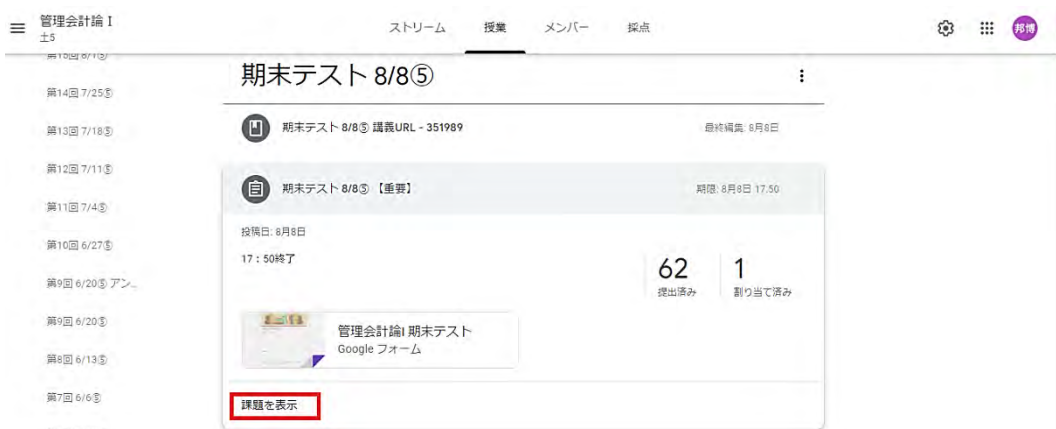 管理会計論 I
土5
ストリーム 授業 メンバー 採点
邦博
第15回 8/1⑤
第14回 7/25⑤
第13回 7/18⑤
第12回 7/11⑤
第11回 7/4⑤
第10回 6/27⑤
第9回 6/20⑤ アン...
第9回 6/20⑤
第8回 6/13⑤
第7回 6/6⑤
期末テスト 8/8⑤
期末テスト 8/8⑤ 講義URL - 351989 最終編集: 8月8日
期末テスト 8/8⑤ 【重要】 期限: 8月8日 17:50
投稿日: 8月8日
17:50終了
62 1
提出済み 割り当て済み
管理会計論I 期末テスト
Google フォーム
課題を表示